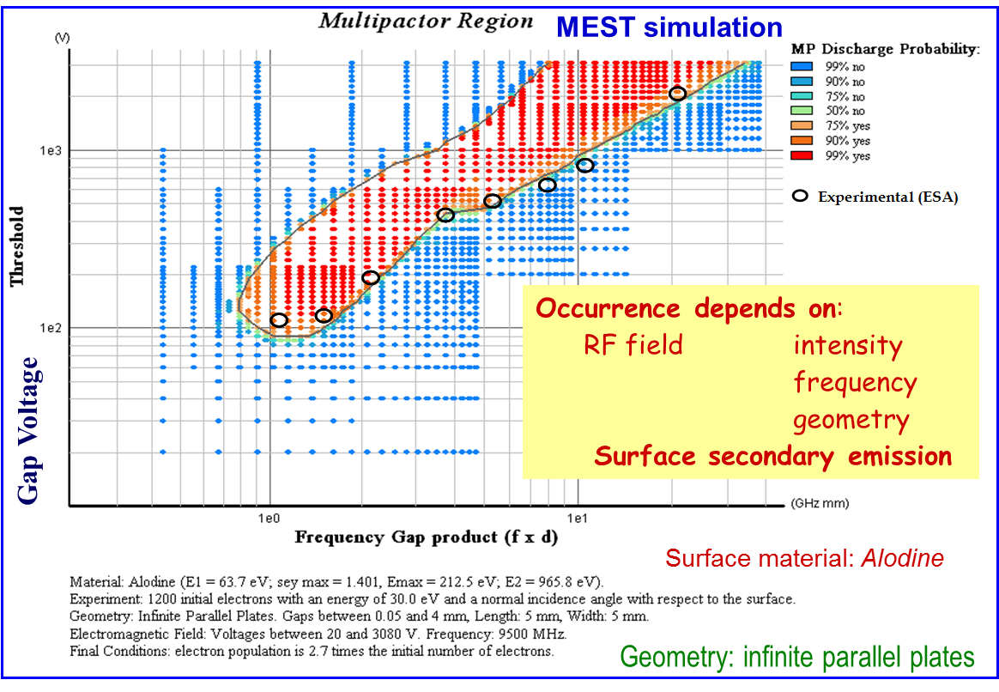 Multipactor Region
MEST simulation
(V)
MP Discharge Probability:
99% no
90% no
75% no
50% no
75% yes
90% yes
99% yes
Experimental (ESA)
1e3
1e2
Gap Voltage Threshold
Occurrence depends on:
RF field intensity
frequency
geometry
Surface secondary emission
(GHz mm)
1e0 1e1
Frequency Gap product (f x d)
Surface material: Alodine
Material: Alodine (E1 = 63.7 eV; sey max = 1.401, Emax = 212.5 eV; E2 = 965.8 eV).
Experiment: 1200 initial electrons with an energy of 30.0 eV and a normal incidence angle with respect to the surface.
Geometry: Infinite Parallel Plates. Gaps between 0.05 and 4 mm, Length: 5 mm, Width: 5 mm.
Electromagnetic Field: Voltages between 20 and 3080 V. Frequency: 9500 MHz.
Final Conditions: electron population is 2.7 times the initial number of electrons.
Geometry: infinite parallel plates